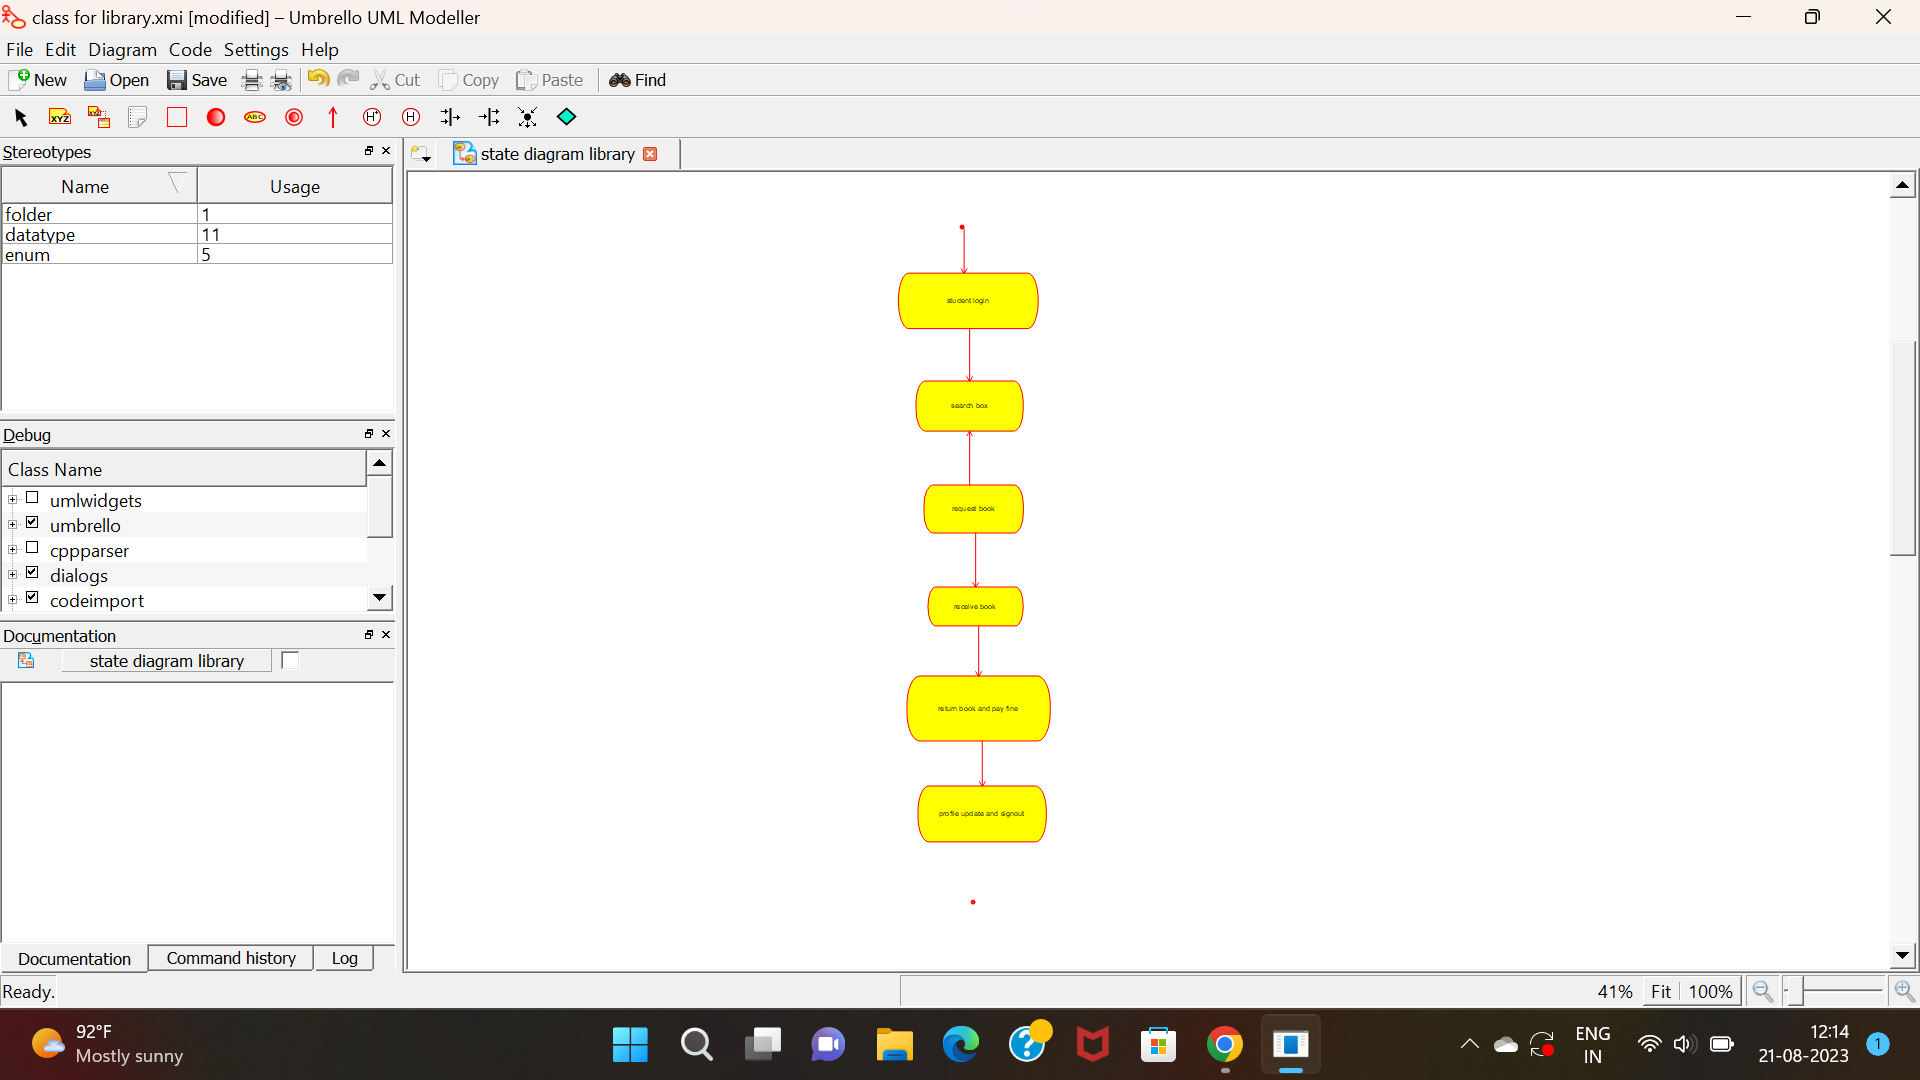 class for library.xmi [modified] – Umbrello UML Modeller
File Edit Diagram Code Settings Help
New Open Save Cut Copy Paste Find
XYZ XYZ ABC H* H
Stereotypes
state diagram library
Name Usage
folder 1
datatype 11
enum 5
student login
search box
request book
receive book
return book and pay fine
profile update and signout
Debug
Class Name
umlwidgets
umbrello
cppparser
dialogs
codeimport
Documentation
state diagram library
Documentation Command history Log
Ready.
41% Fit 100%
92°F
Mostly sunny
ENG
IN
12:14
21-08-2023
1